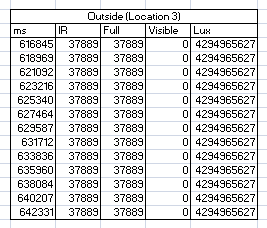 Outside (Location 3)
ms IR Full Visible Lux
616845 37889 37889 0 4294965627
618969 37889 37889 0 4294965627
621092 37889 37889 0 4294965627
623216 37889 37889 0 4294965627
625340 37889 37889 0 4294965627
627464 37889 37889 0 4294965627
629587 37889 37889 0 4294965627
631712 37889 37889 0 4294965627
633836 37889 37889 0 4294965627
635960 37889 37889 0 4294965627
638084 37889 37889 0 4294965627
640207 37889 37889 0 4294965627
642331 37889 37889 0 4294965627